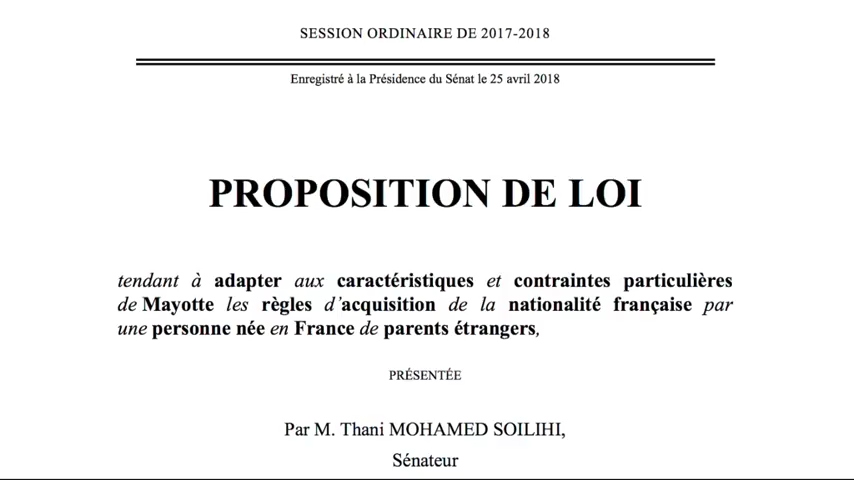 SESSION ORDINAIRE DE 2017-2018
Enregistré à la Présidence du Sénat le 25 avril 2018
PROPOSITION DE LOI
tendant à adapter aux caractéristiques et contraintes particulières
de Mayotte les règles d’acquisition de la nationalité française par
une personne née en France de parents étrangers,
PRÉSENTÉE
Par M. Thani MOHAMED SOILIHI,
Sénateur